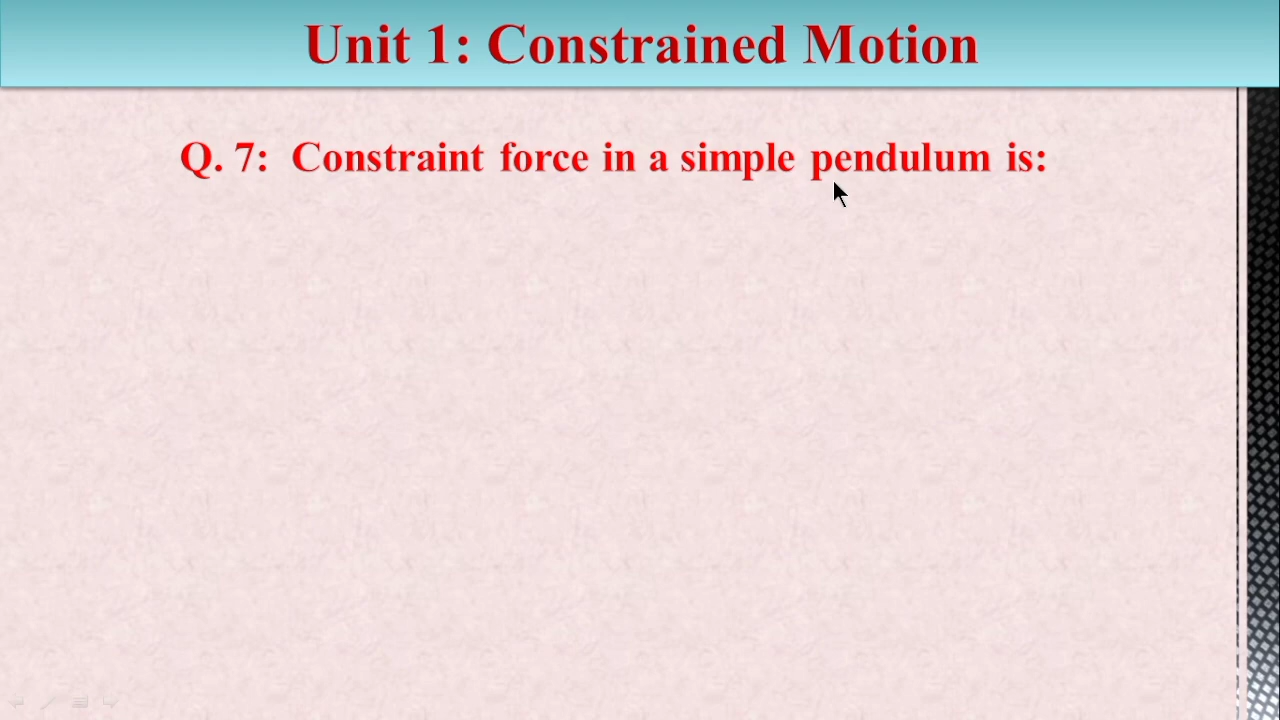 Unit 1: Constrained Motion
Q. 7: Constraint force in a simple pendulum is: